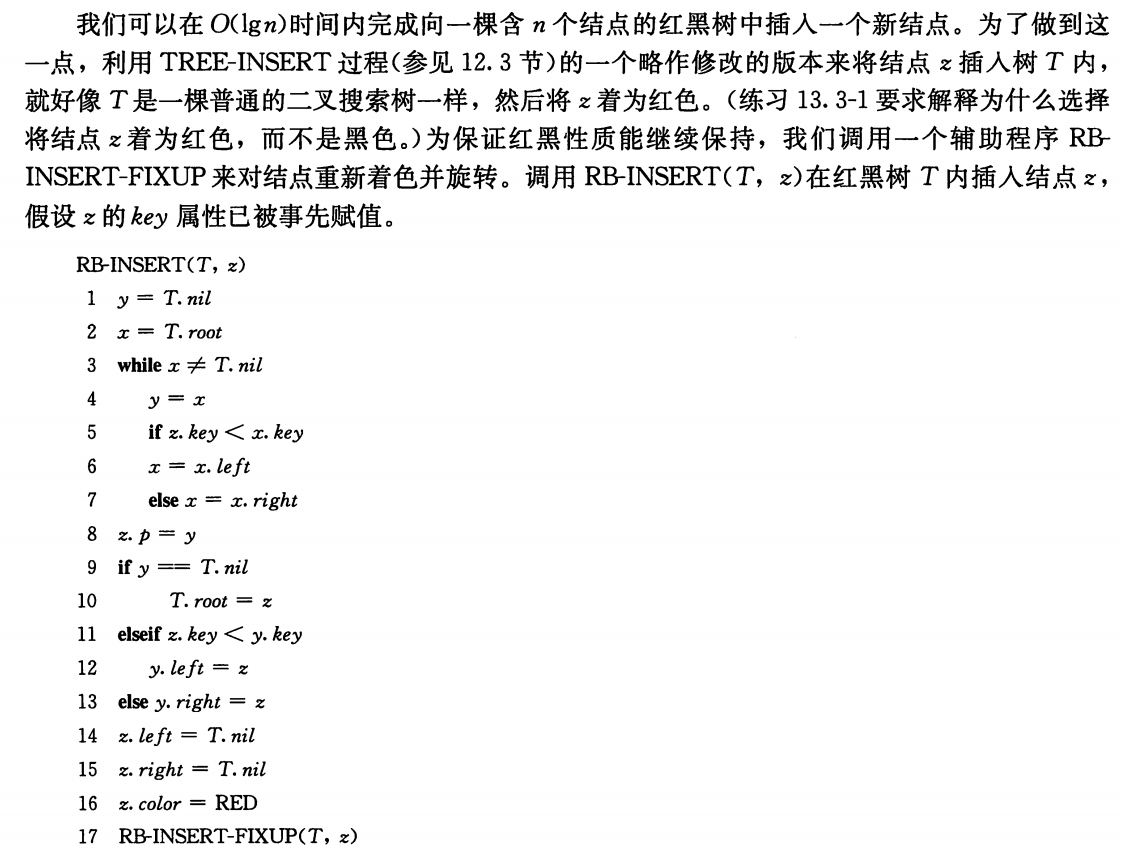 我们可以在 O(lgn)时间内完成向一棵含 n 个结点的红黑树中插入一个新结点。为了做到这
一点，利用 TREE-INSERT 过程(参见 12.3 节)的一个略作修改的版本来将结点 z 插入树 T 内，
就好像 T 是一棵普通的二叉搜索树一样，然后将 z 着为红色。(练习 13.3-1 要求解释为什么选择
将结点 z 着为红色，而不是黑色。)为保证红黑性质能继续保持，我们调用一个辅助程序 RB-
INSERT-FIXUP 来对结点重新着色并旋转。调用 RB-INSERT(T，z)在红黑树 T 内插入结点 z，
假设 z 的 key 属性已被事先赋值。
RB-INSERT(T，z)
1 y = T.nil
2 x = T.root
3 while x ≠ T.nil
4 y = x
5 if z.key < x.key
6 x = x.left
7 else x = x.right
8 z.p = y
9 if y == T.nil
10 T.root = z
11 elseif z.key < y.key
12 y.left = z
13 else y.right = z
14 z.left = T.nil
15 z.right = T.nil
16 z.color = RED
17 RB-INSERT-FIXUP(T，z)